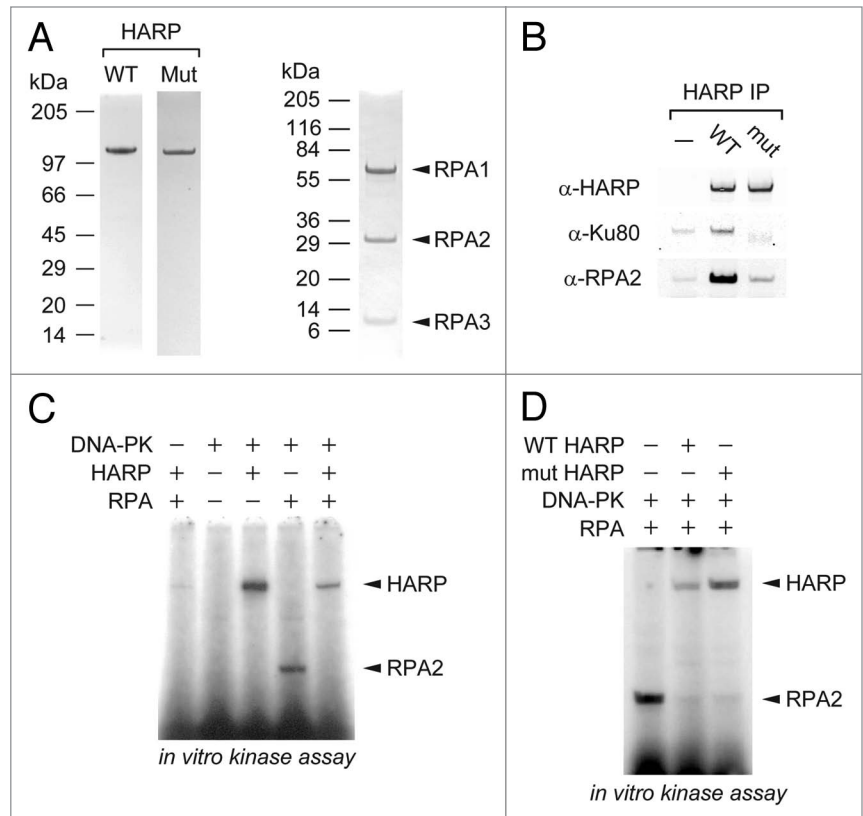 A
HARP
WT Mut
kDa
205
97
66
45
29
20
14
kDa
205
116
84
55
36
29
20
14
6
RPA1
RPA2
RPA3
B
HARP IP
— WT mut
α-HARP
α-Ku80
α-RPA2
C
DNA-PK − + + + +
HARP + − + − +
RPA + − − + +
HARP
RPA2
in vitro kinase assay
D
WT HARP − + −
mut HARP − − +
DNA-PK + + +
RPA + + +
HARP
RPA2
in vitro kinase assay